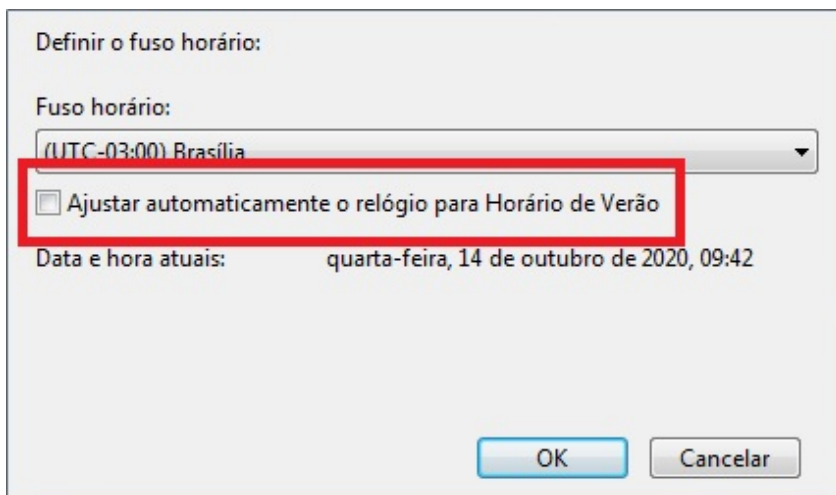 Definir o fuso horário:
Fuso horário:
(UTC-03:00) Brasília
Ajustar automaticamente o relógio para Horário de Verão
Data e hora atuais: quarta-feira, 14 de outubro de 2020, 09:42
OK Cancelar